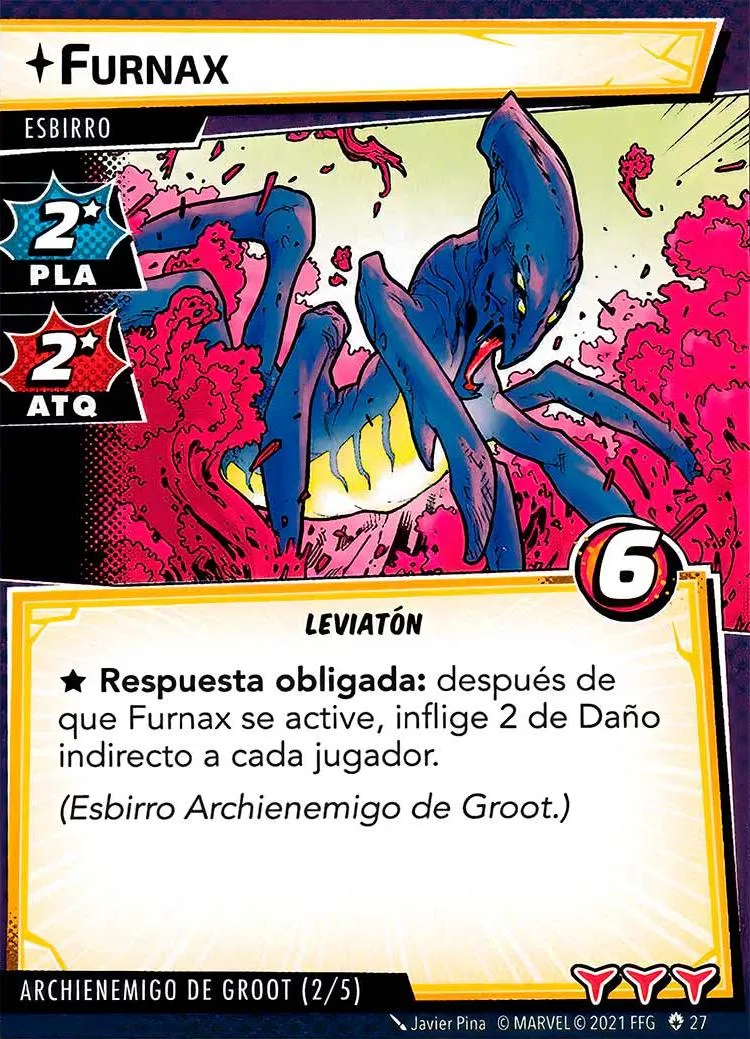 FURNAX
ESBIRRO
2
PLA
2
ATQ
6
LEVIATÓN
★ Respuesta obligada: después de
que Furnax se active, inflige 2 de Daño
indirecto a cada jugador.
(Esbirro Archienemigo de Groot.)
ARCHIENEMIGO DE GROOT (2/5)
Javier Pina © MARVEL © 2021 FFG 27